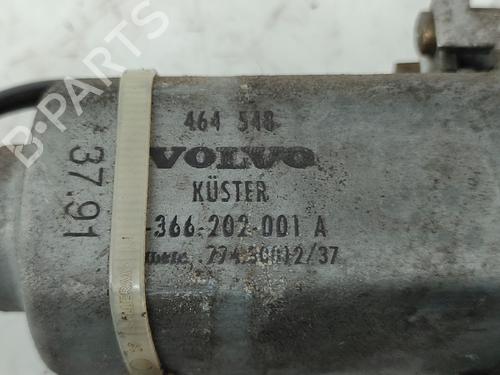 B-PARTS
464 548
VOLVO
KÜSTER
37.91
-366-202-001 A